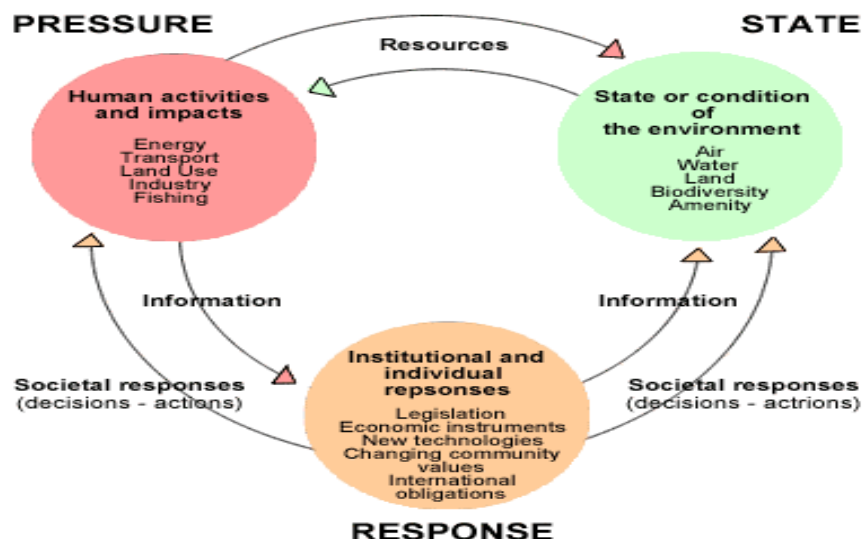 PRESSURE
STATE
Resources
Human activities
and impacts
Energy
Transport
Land Use
Industry
Fishing
State or condition
of
the environment
Air
Water
Land
Biodiversity
Amenity
Information
Information
Societal responses
(decisions - actions)
Societal responses
(decisions - actrions)
Institutional and
individual
repsonses
Legislation
Economic instruments
New technologies
Changing community
values
International
obligations
RESPONSE